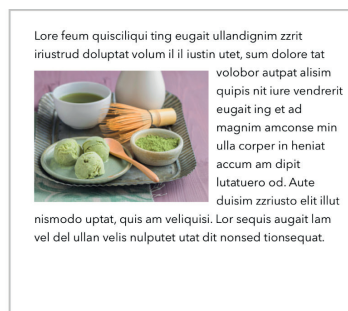 Lore feum quisciliqui ting eugait ullandignim zzrit
iriustrud doluptat volum il il iustin utet, sum dolore tat
volobor autpat alisim
quipis nit iure vendrerit
eugait ing et ad
magnim amconse min
ulla corper in heniat
accum am dipit
lutatuero od. Aute
duisim zzriusto elit illut
nismodo uptat, quis am veliquisi. Lor sequis augait lam
vel del ullan velis nulputet utat dit nonsed tionsequat.